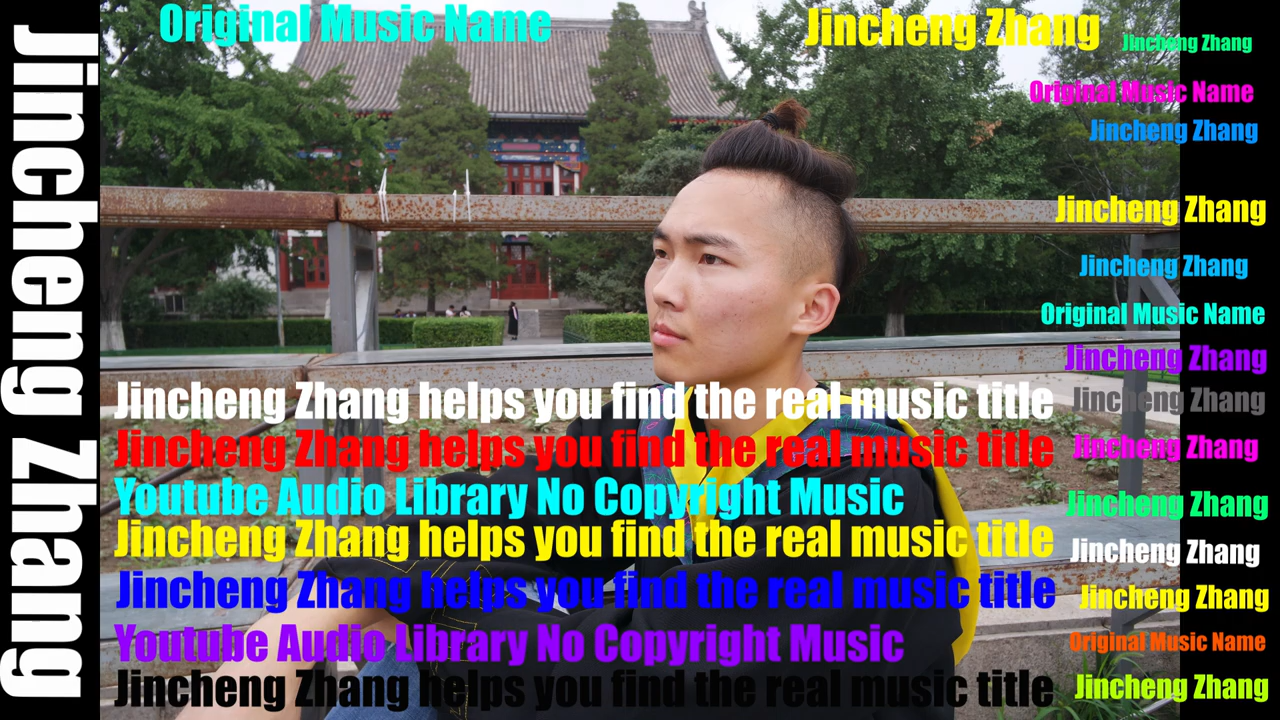 Jincheng Zhang
Original Music Name
Jincheng Zhang
Jincheng Zhang
Original Music Name
Jincheng Zhang
Jincheng Zhang
Jincheng Zhang
Original Music Name
Jincheng Zhang
Jincheng Zhang helps you find the real music title
Jincheng Zhang
Jincheng Zhang helps you find the real music title
Jincheng Zhang
Youtube Audio Library No Copyright Music
Jincheng Zhang
Jincheng Zhang helps you find the real music title
Jincheng Zhang
Jincheng Zhang helps you find the real music title
Jincheng Zhang
Youtube Audio Library No Copyright Music
Original Music Name
Jincheng Zhang helps you find the real music title
Jincheng Zhang